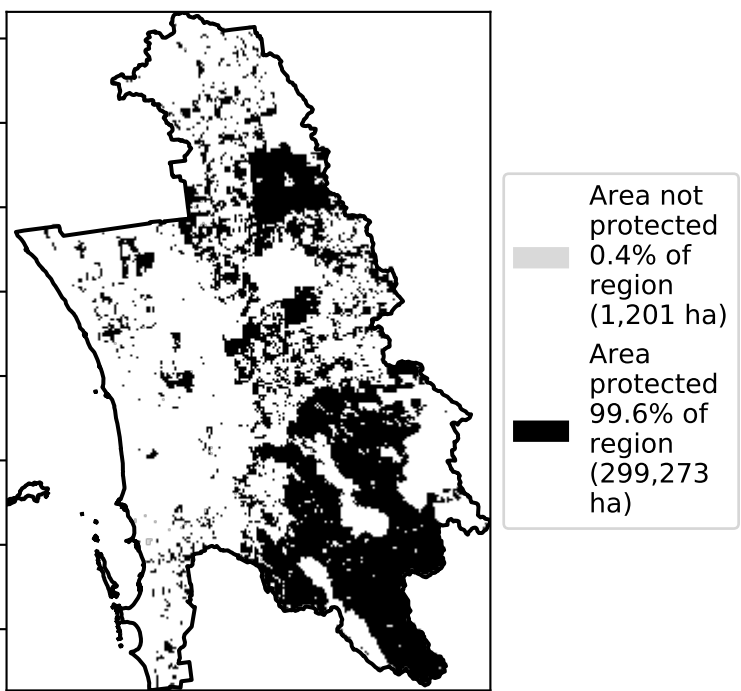 Area not
protected
0.4% of
region
(1,201 ha)
Area
protected
99.6% of
region
(299,273
ha)